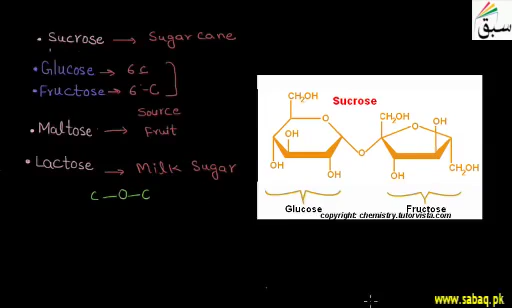 سبق
• Sucrose → Sugar cane
• Glucose → 6 C
• Fructose → 6 - C
Source
• Maltose → Fruit
• Lactose → Milk Sugar
C - O - C
Sucrose
CH₂OH
O
OH
OH
OH
O
CH₂OH
O
OH
OH
CH₂OH
Glucose
Fructose
copyright: chemistry.tutorvista.com
www.sabaq.pk